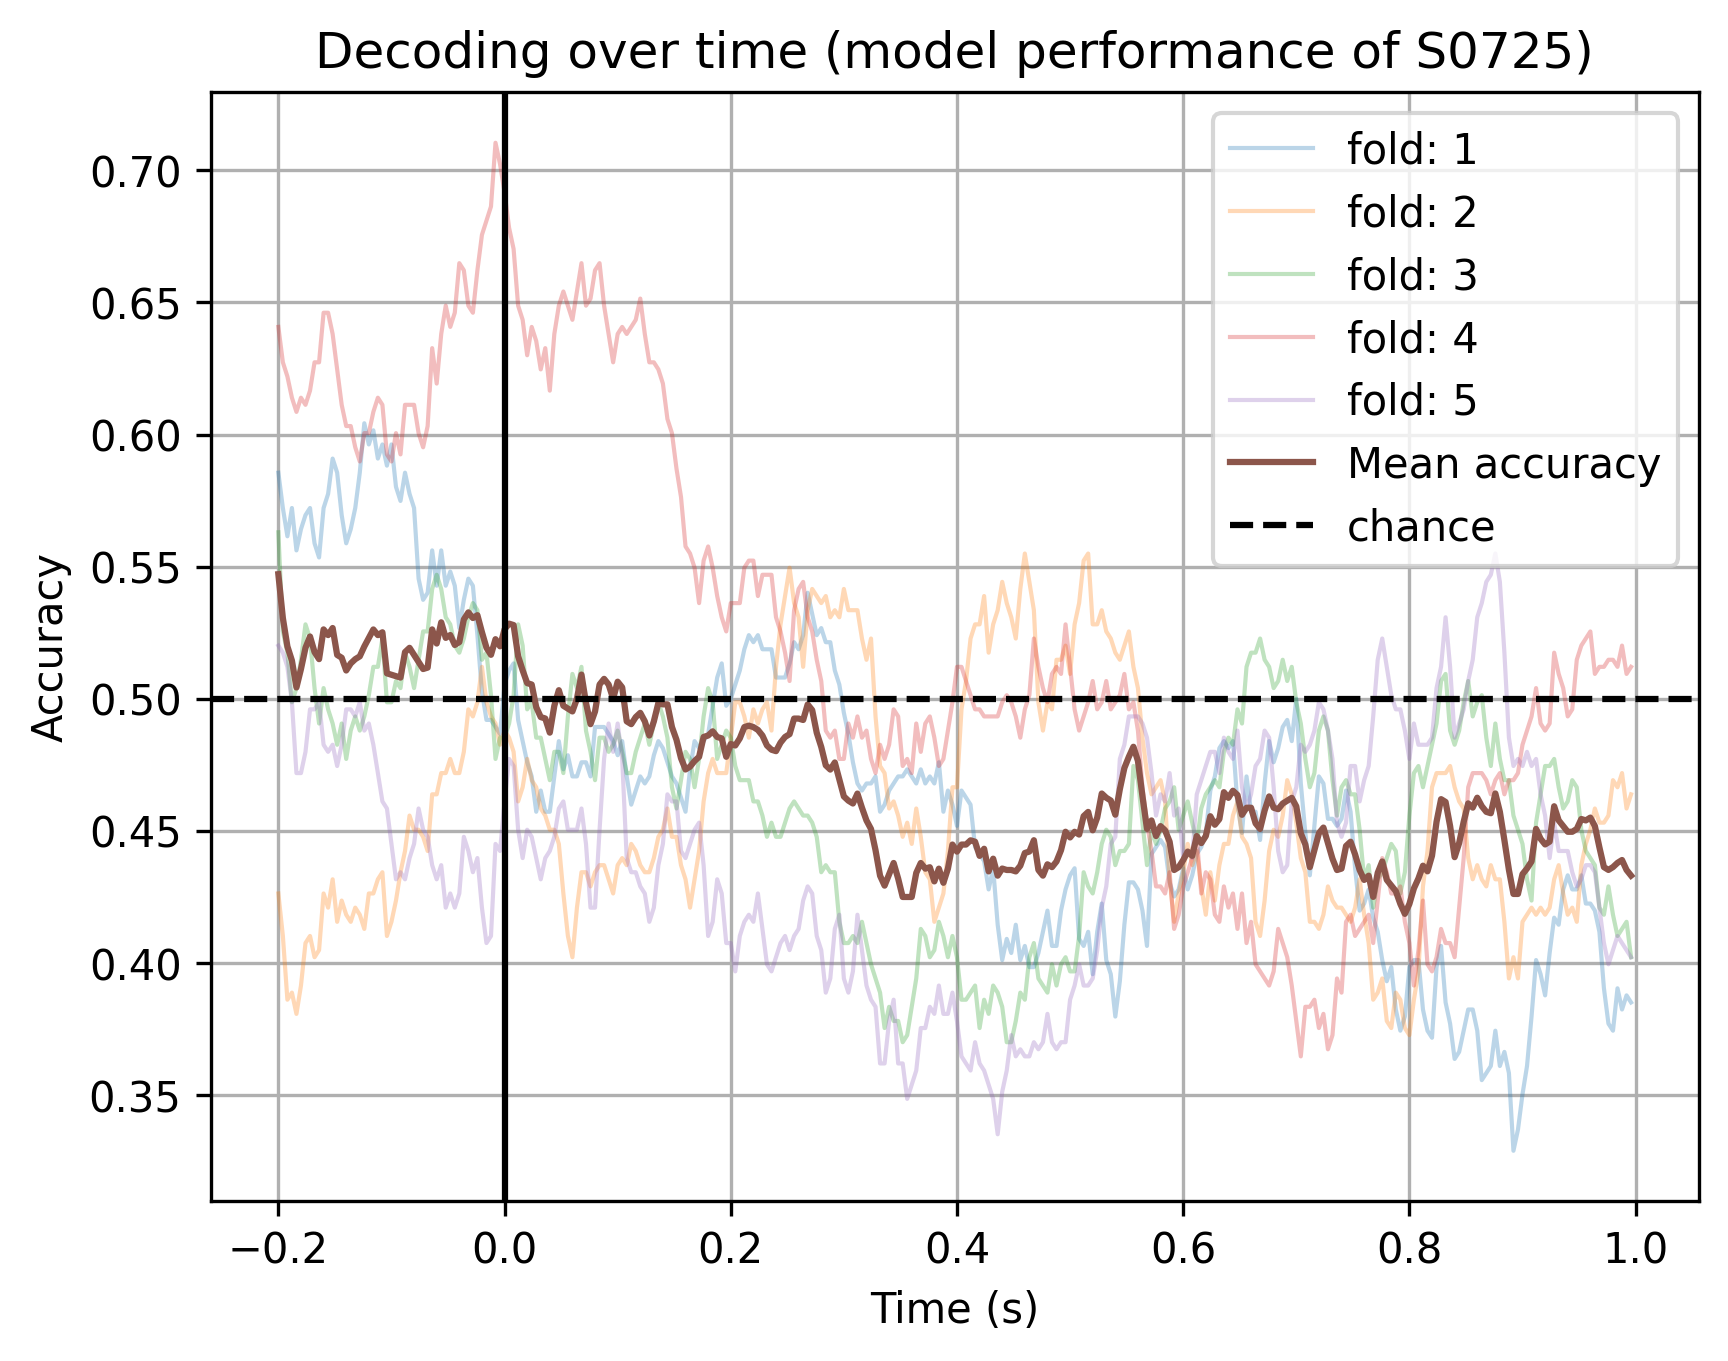 Decoding over time (model performance of S0725)
Accuracy
0.70
0.65
0.60
0.55
0.50
0.45
0.40
0.35
fold: 1
fold: 2
fold: 3
fold: 4
fold: 5
Mean accuracy
chance
−0.2 0.0 0.2 0.4 0.6 0.8 1.0
Time (s)